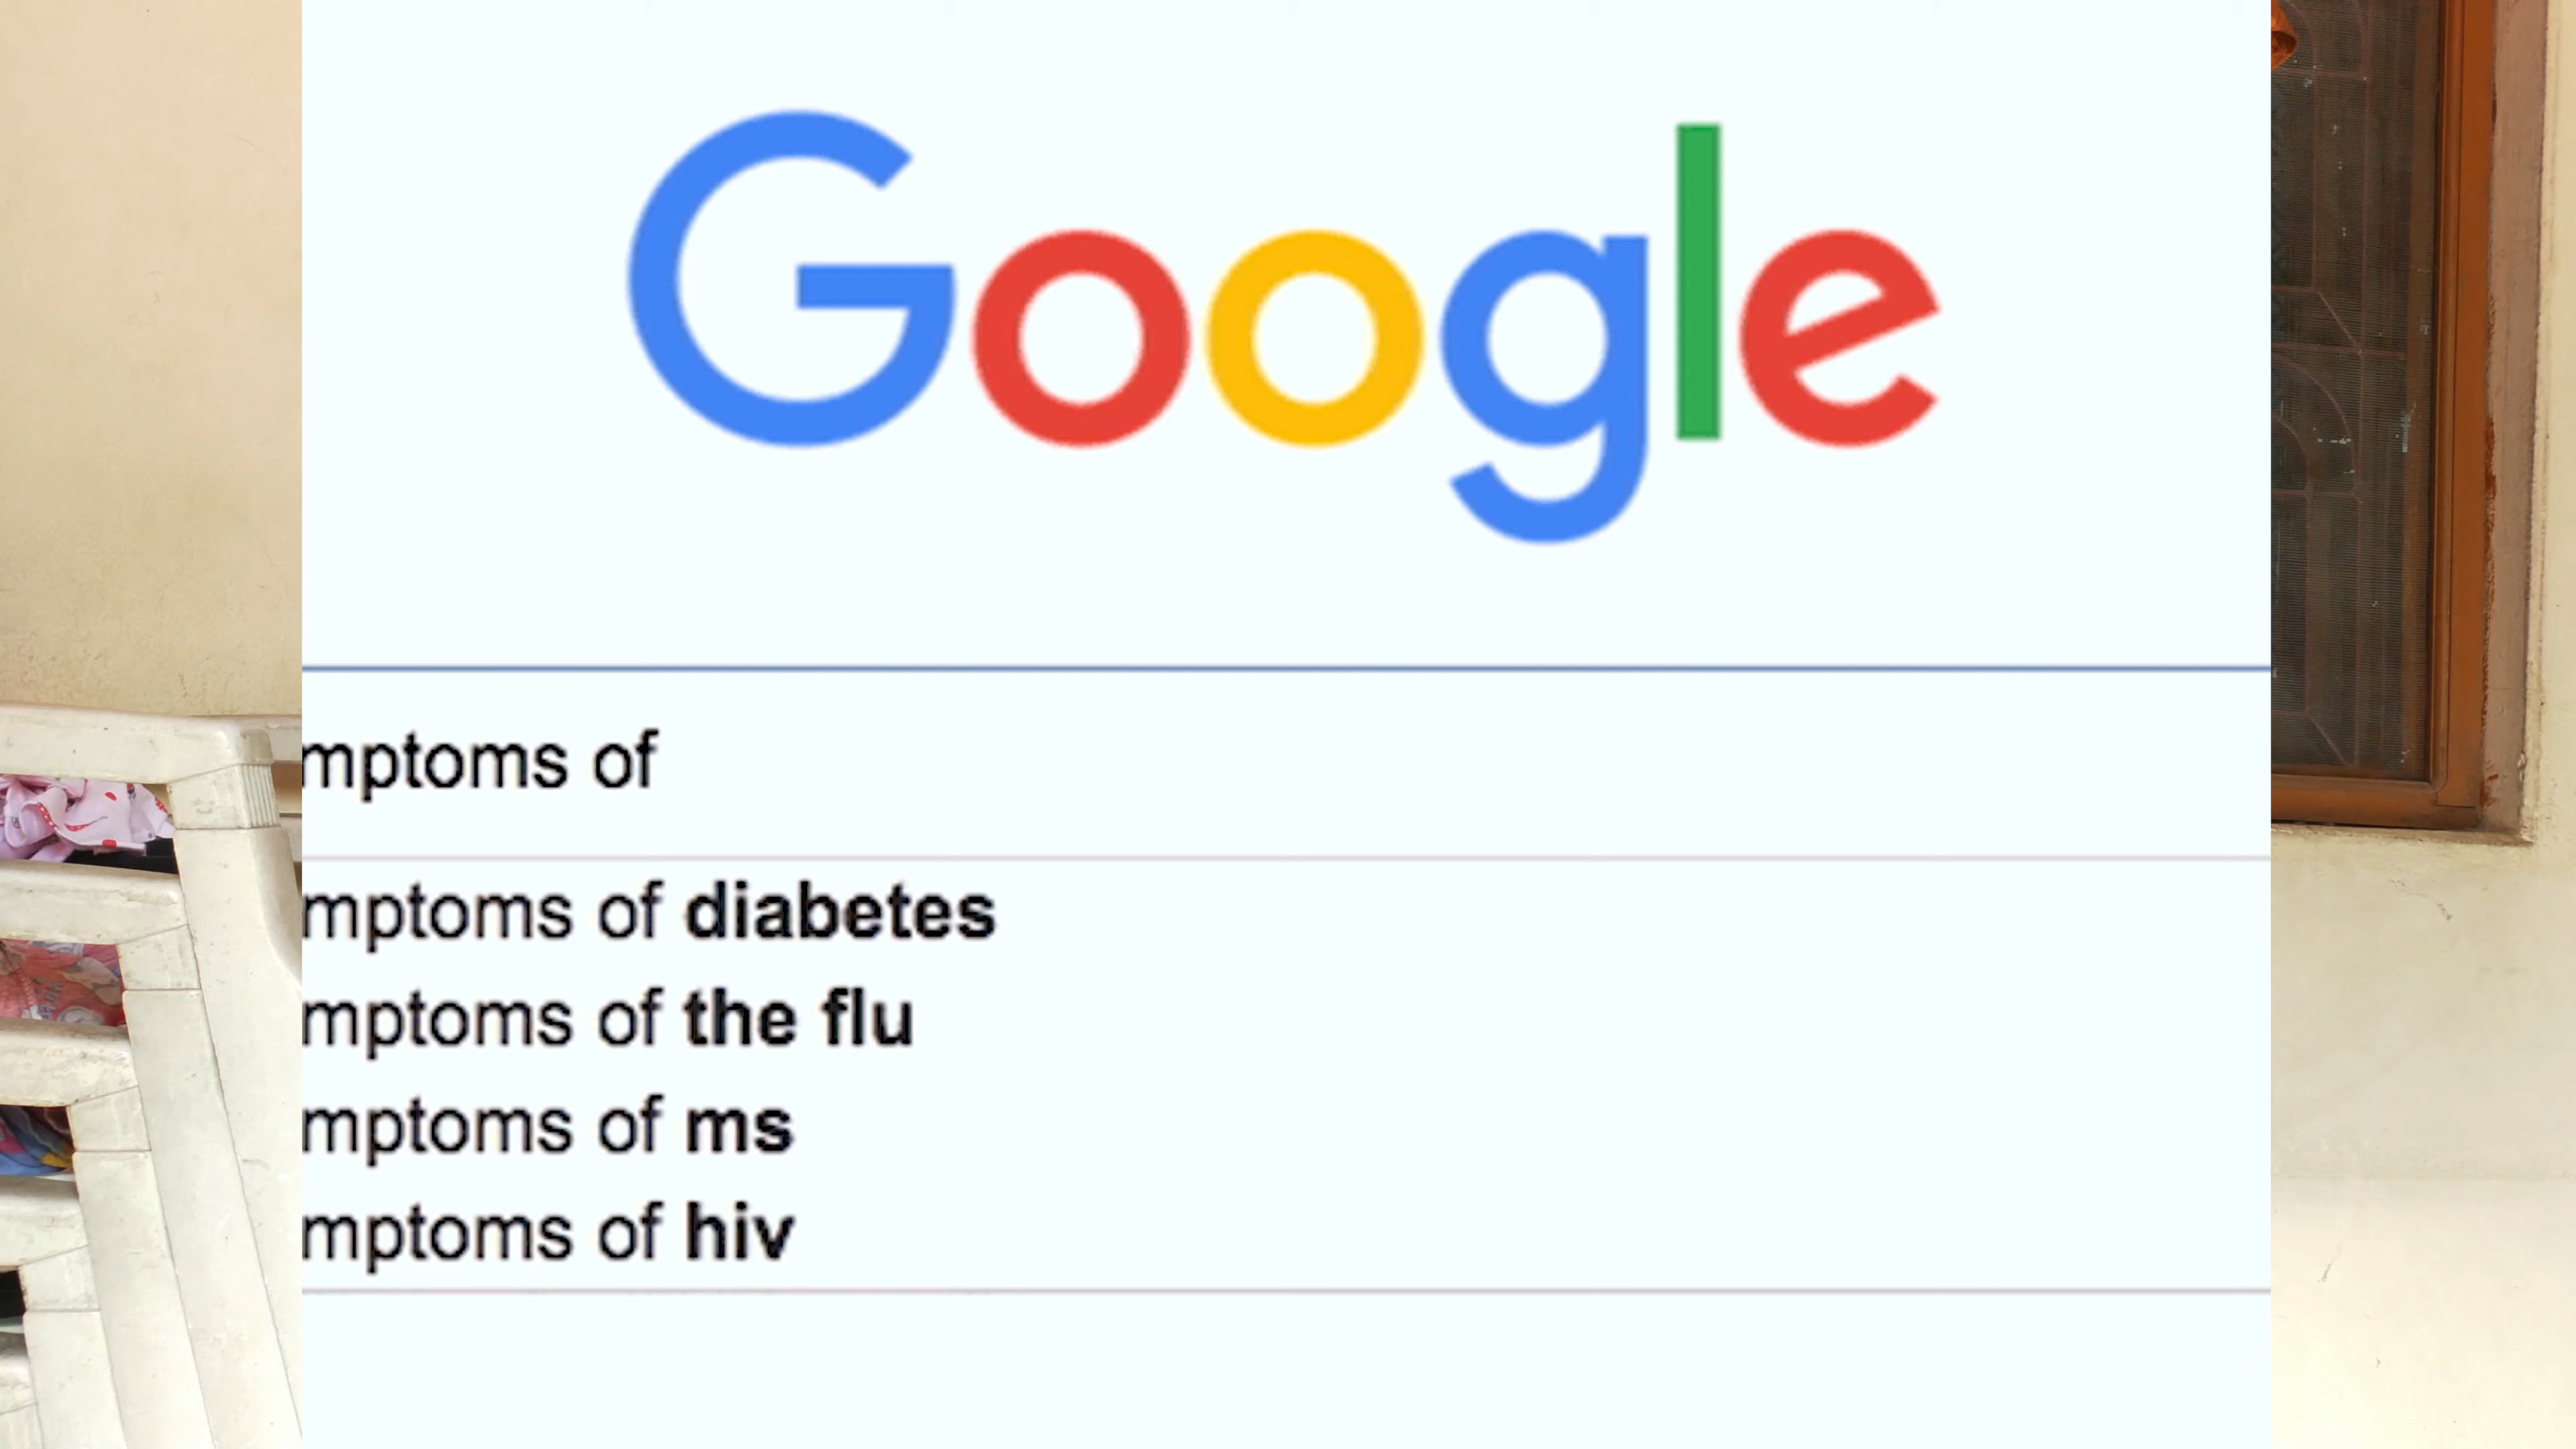 Google
mptoms of
mptoms of diabetes
mptoms of the flu
mptoms of ms
mptoms of hiv